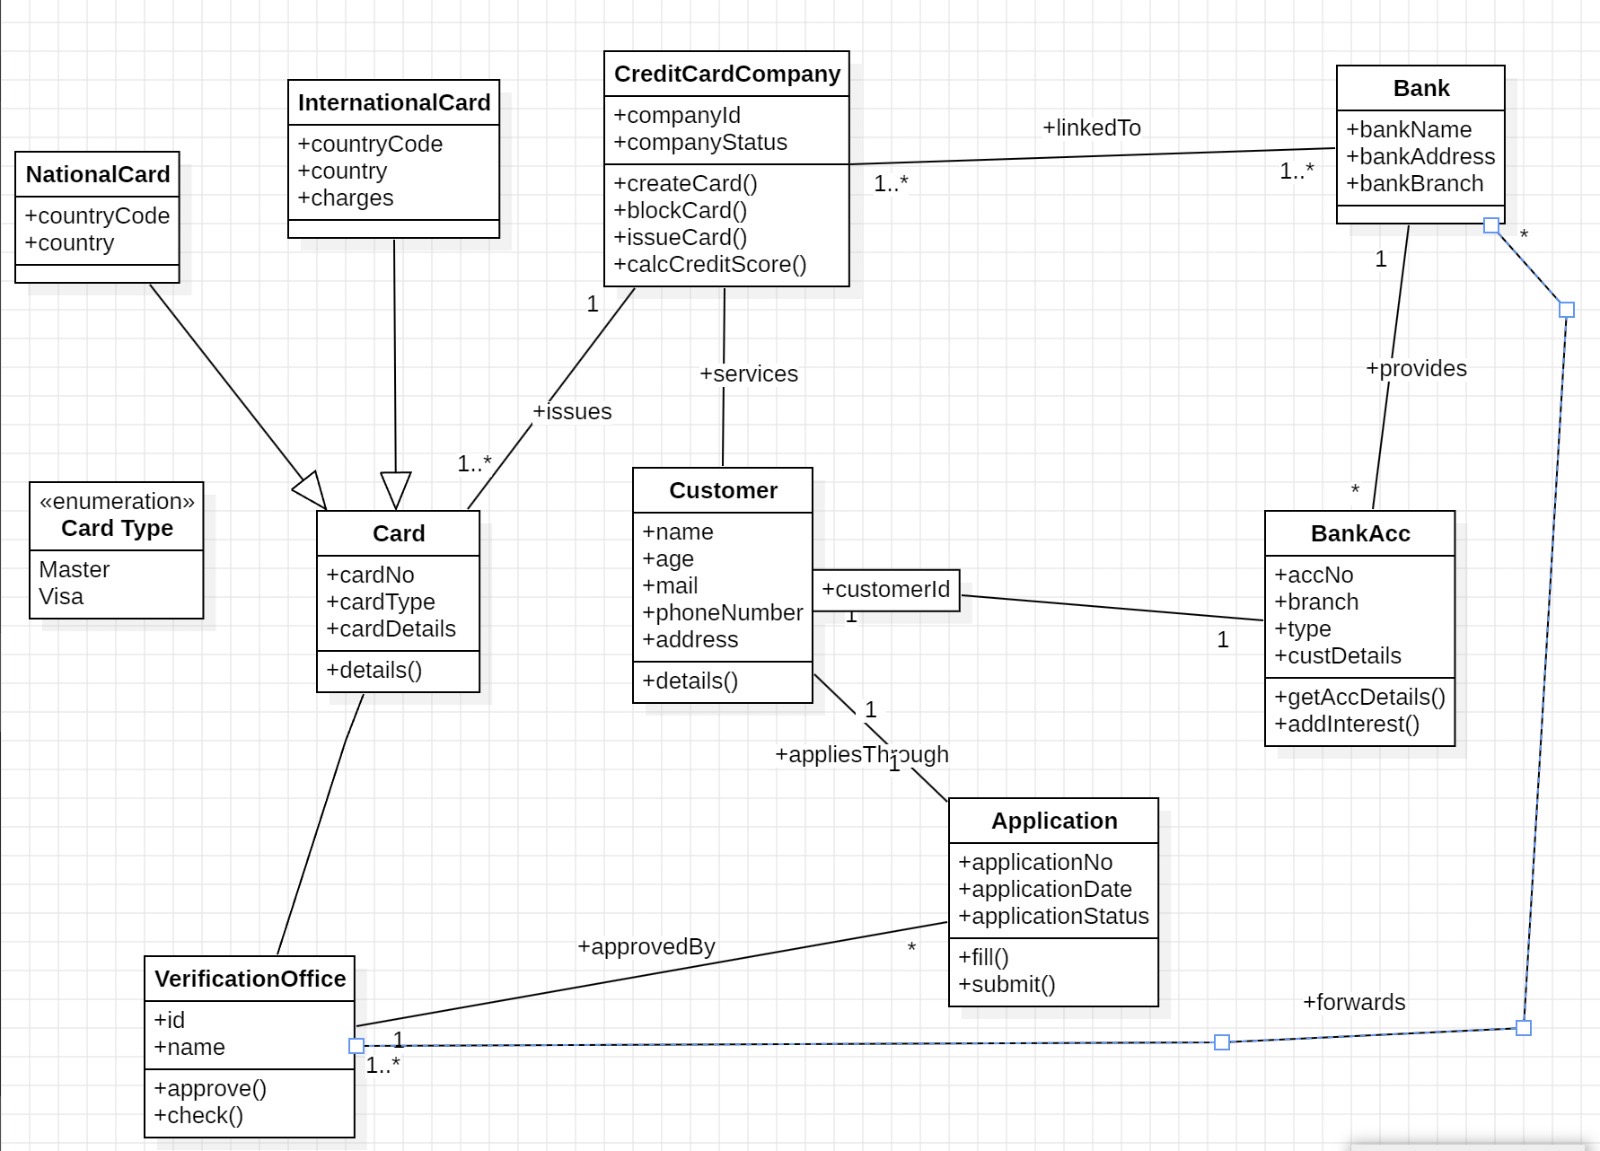 CreditCardCompany
+companyId
+companyStatus
+createCard()
+blockCard()
+issueCard()
+calcCreditScore()
Bank
+bankName
+bankAddress
+bankBranch
InternationalCard
+countryCode
+country
+charges
NationalCard
+countryCode
+country
+linkedTo
1..*
1..*
*
1
+provides
*
1
+issues
1..*
+services
«enumeration»
Card Type
Master
Visa
Card
+cardNo
+cardType
+cardDetails
+details()
Customer
+name
+age
+mail
+phoneNumber
+address
+details()
+customerId
1
1
BankAcc
+accNo
+branch
+type
+custDetails
+getAccDetails()
+addInterest()
1
+appliesThrough
1
Application
+applicationNo
+applicationDate
+applicationStatus
+fill()
+submit()
+approvedBy
*
VerificationOffice
+id
+name
+approve()
+check()
1
1..*
+forwards